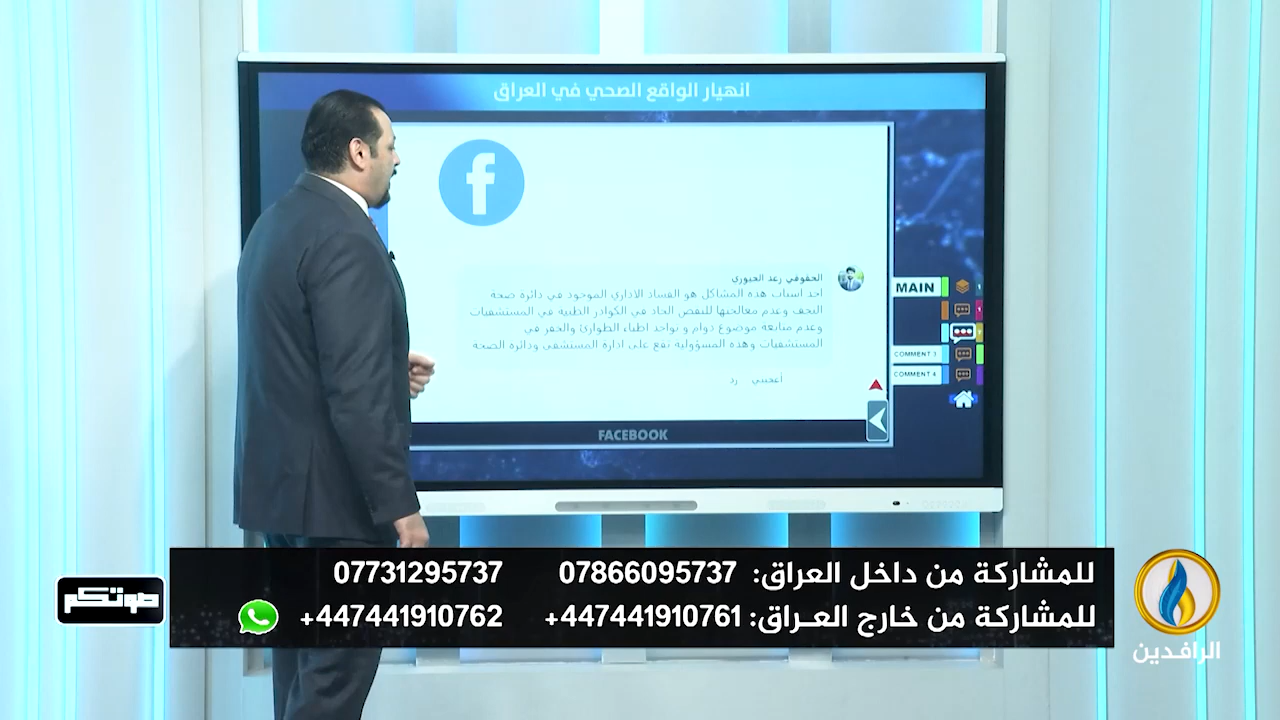 انهيار الواقع الصحي في العراق
f
الحقوقي رعد الجبوري
احد اسباب هذه المشاكل هو الفساد الاداري الموجود في دائرة صحة
النجف وعدم معالجتها للنقص الحاد في الكوادر الطبية في المستشفيات
وعدم متابعة موضوع دوام و تواجد اطباء الطوارئ والخفر في
المستشفيات وهذه المسؤولية تقع على ادارة المستشفى ودائرة الصحة
أعجبني رد
FACEBOOK
MAIN
COMMENT 3
COMMENT 4
للمشاركة من داخل العراق: 07866095737 07731295737
للمشاركة من خارج العـراق: 447441910761+ 447441910762+
صوتكم
الرافدين